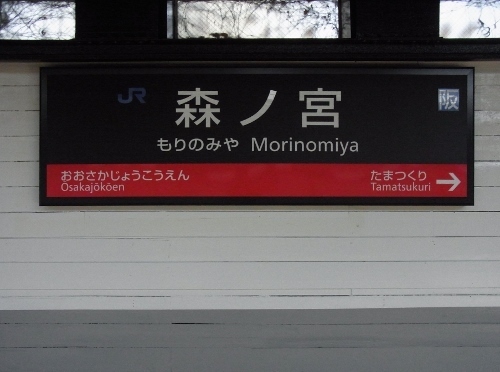 JR 森ノ宮 阪
もりのみや Morinomiya
おおさかじょうこうえん たまつくり
Ōsakajōkōen Tamatsukuri →